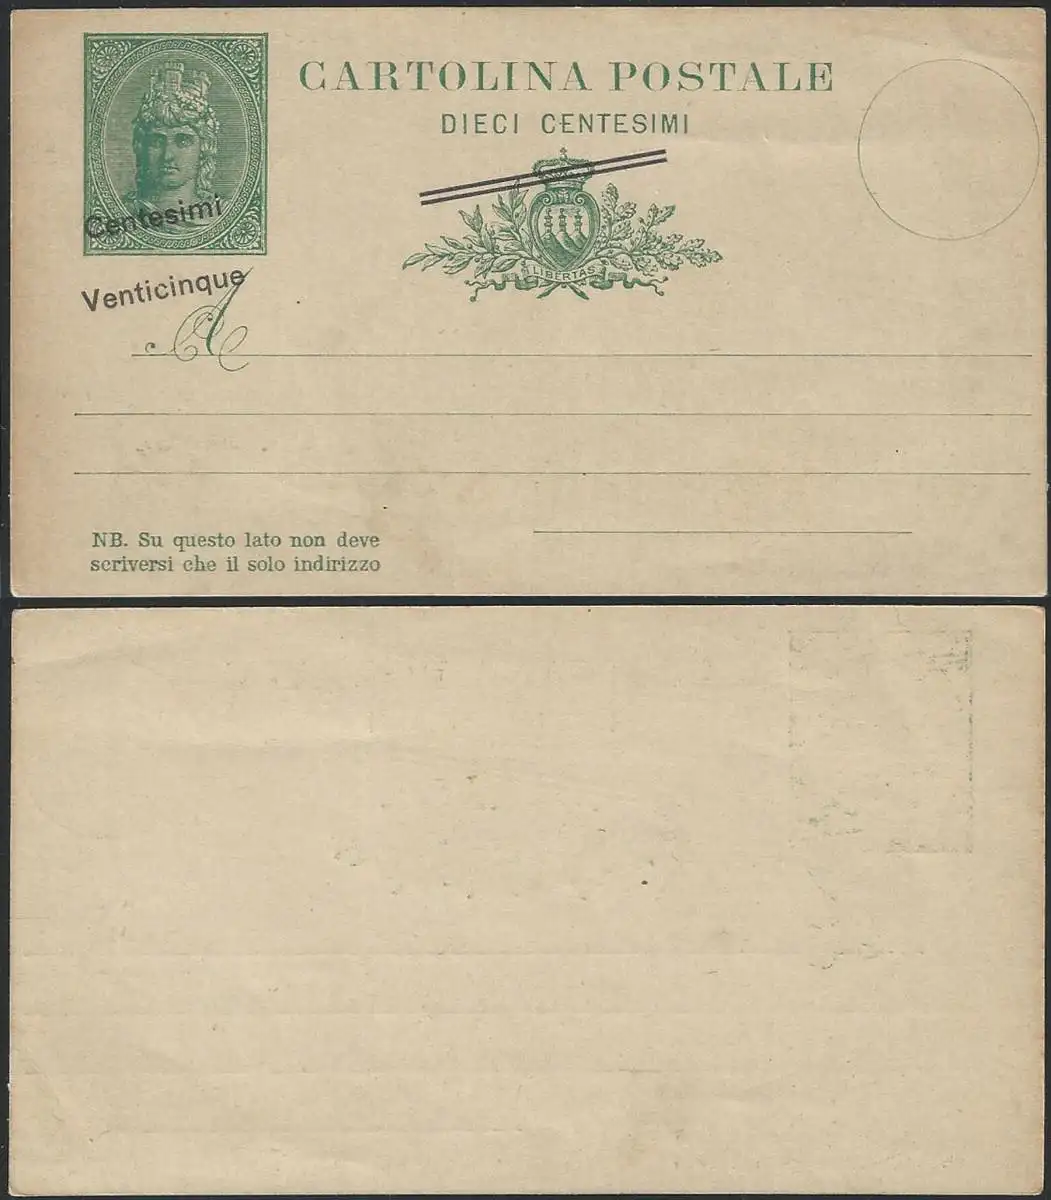 CARTOLINA POSTALE
DIECI CENTESIMI
Centesimi
Venticinque
LIBERTAS
A
NB. Su questo lato non deve
scriversi che il solo indirizzo